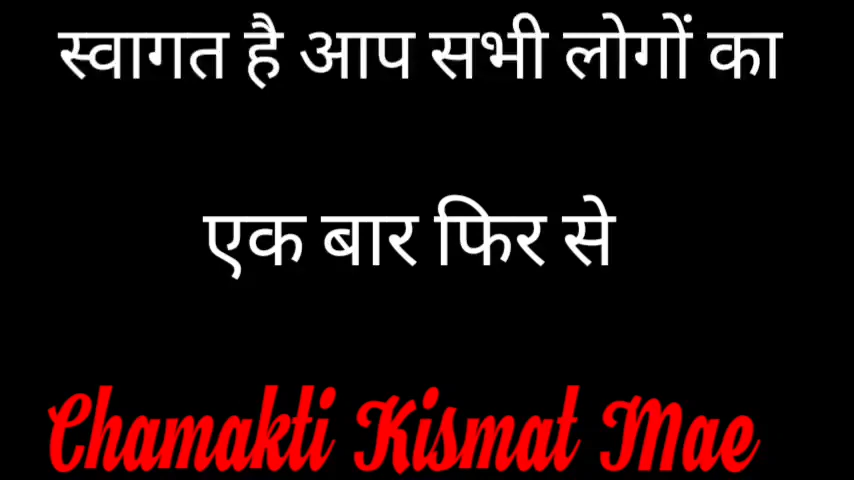 स्वागत है आप सभी लोगों का
एक बार फिर से
Chamakti Kismat Mae